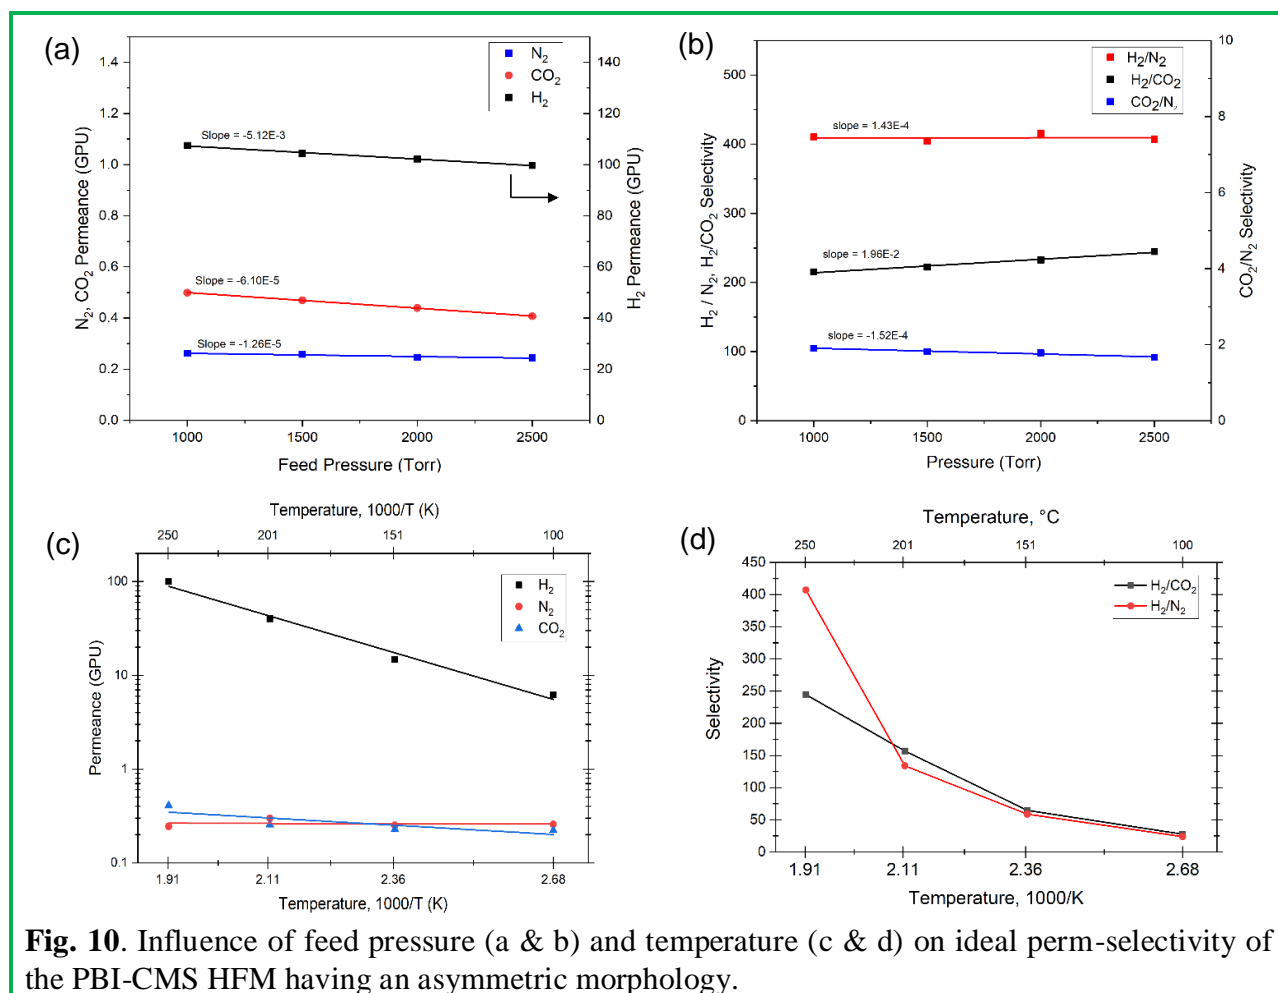 (a)
N₂
CO₂
H₂
Slope = -5.12E-3
Slope =
-6.10E-5
Slope =
-1.26E-5
1.4
1.2
1.0
0.8
0.6
0.4
0.2
0.0
N₂, CO₂ Permeance (GPU)
140
120
100
80
60
40
20
0
H₂ Permeance (GPU)
1000 1500 2000 2500
Feed Pressure (Torr)
(b)
H₂/N₂
H₂/CO₂
CO₂/N₂
slope = 1.43E-4
slope = 1.96E-2
slope = -1.52E-4
500
400
300
200
100
0
H₂ / N₂, H₂/CO₂ Selectivity
10
8
6
4
2
0
CO₂/N₂ Selectivity
1000 1500 2000 2500
Pressure (Torr)
Temperature, 1000/T (K)
250 201 151 100
(c)
H₂
N₂
CO₂
100
10
1
0.1
Permeance (GPU)
1.91 2.11 2.36 2.68
Temperature, 1000/T (K)
Temperature, °C
(d)
250 201 151 100
H₂/CO₂
H₂/N₂
450
400
350
300
250
200
150
100
50
0
Selectivity
1.91 2.11 2.36 2.68
Temperature, 1000/K
Fig. 10. Influence of feed pressure (a & b) and temperature (c & d) on ideal perm-selectivity of
the PBI-CMS HFM having an asymmetric morphology.